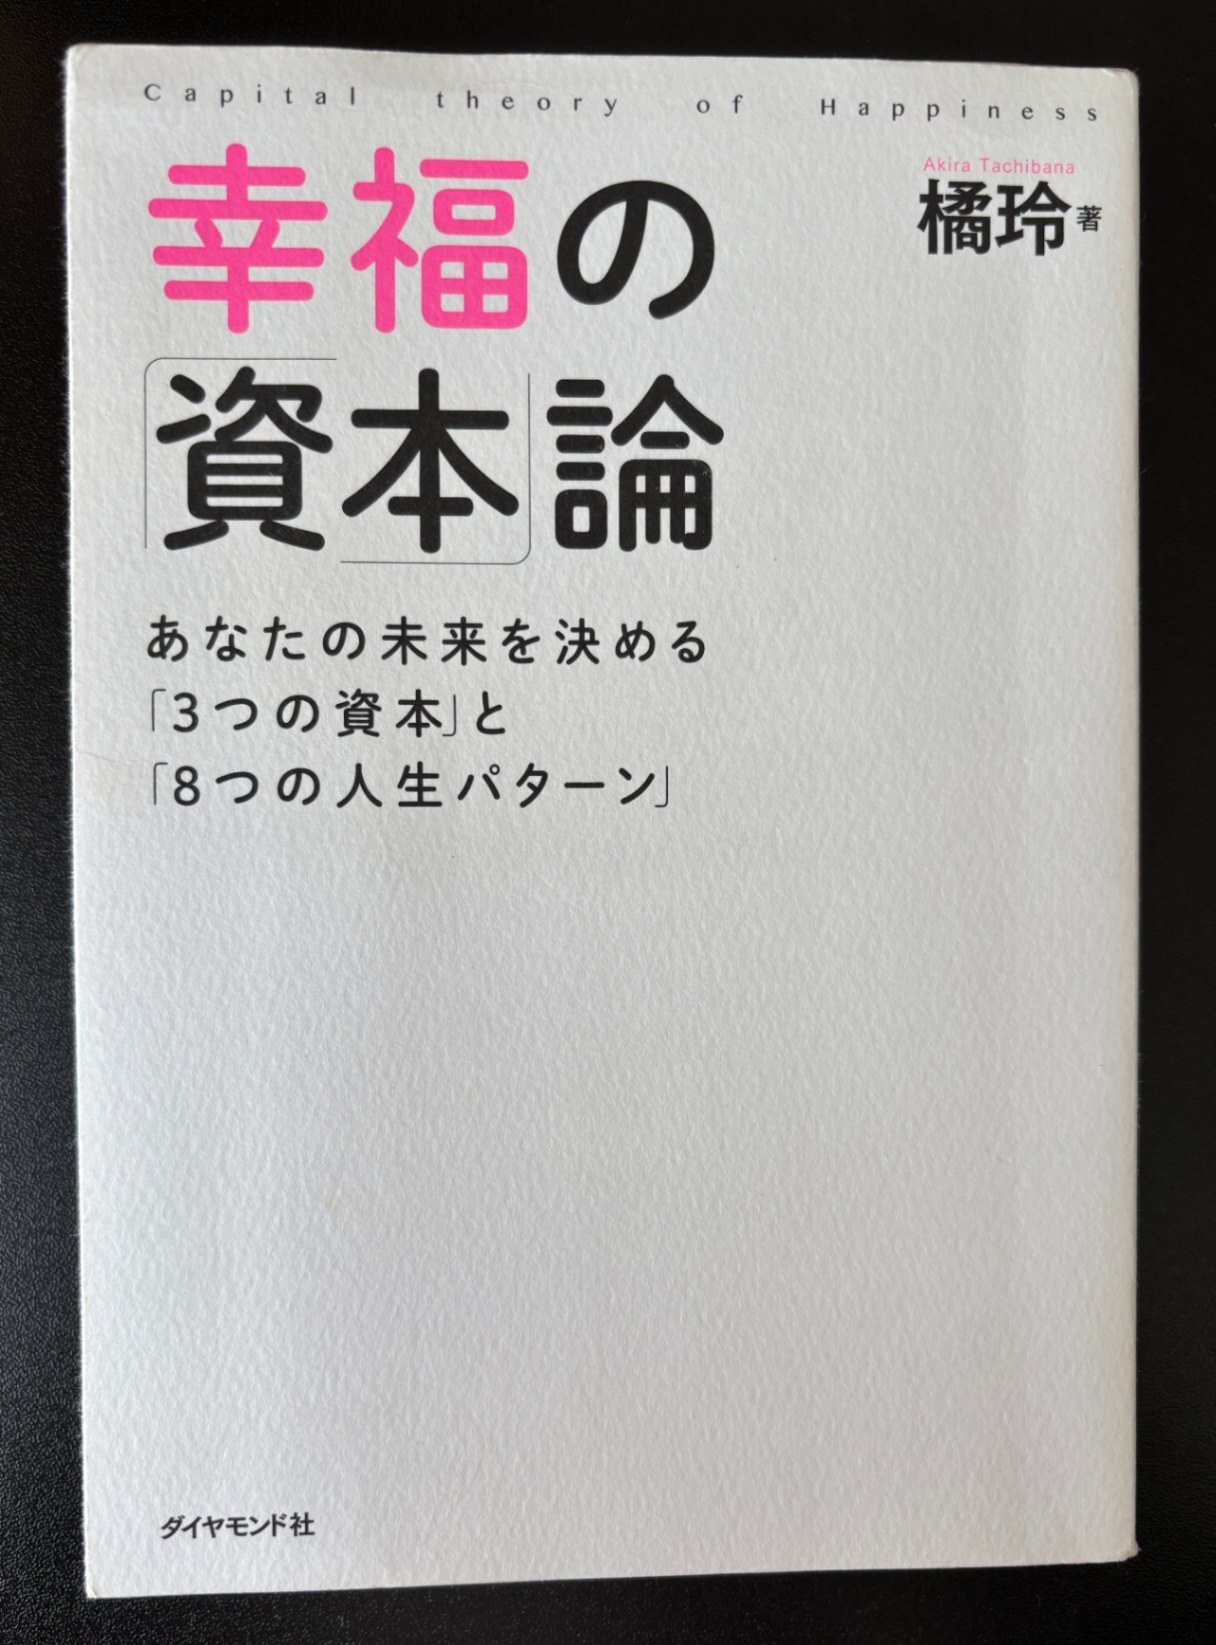 Capital theory of Happiness
幸福の
「資本」論
Akira Tachibana
橘玲 著
あなたの未来を決める
「3つの資本」と
「8つの人生パターン」
ダイヤモンド社